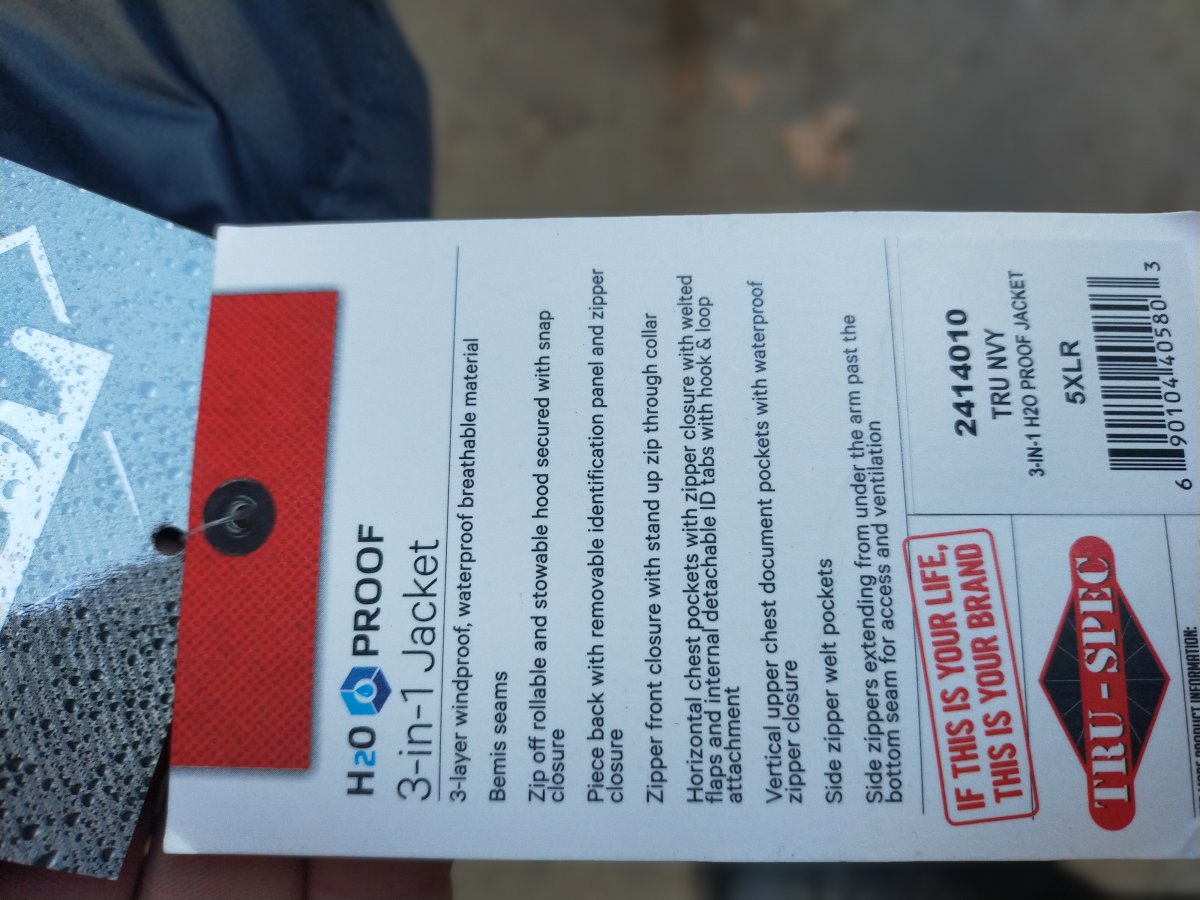 H2O PROOF
3-in-1 Jacket
3-layer windproof, waterproof breathable material
Bemis seams
Zip off rollable and stowable hood secured with snap
closure
Piece back with removable identification panel and zipper
closure
Zipper front closure with stand up zip through collar
Horizontal chest pockets with zipper closure with welted
flaps and internal detachable ID tabs with hook & loop
attachment
Vertical upper chest document pockets with waterproof
zipper closure
Side zipper welt pockets
Side zippers extending from under the arm past the
bottom seam for access and ventilation
IF THIS IS YOUR LIFE,
THIS IS YOUR BRAND
TRU-SPEC
2414010
TRU NVY
3-IN-1 H2O PROOF JACKET
5XLR
6 90104 40580 3
PRODUCT INFORMATION: